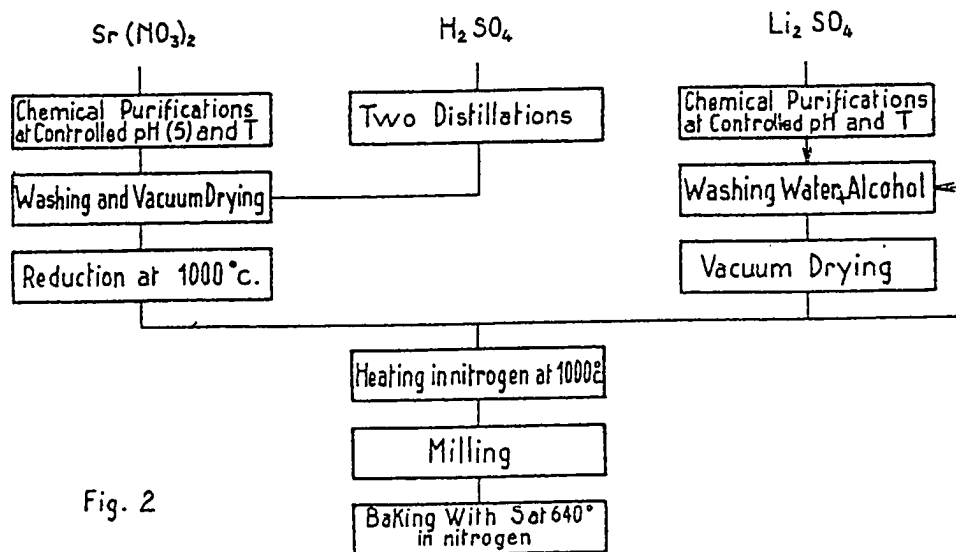 Sr(NO3)2
H2SO4
Li2 SO4
Chemical Purifications
at Controlled pH (5) and T
Two Distillations
Chemical Purifications
at Controlled pH and T
Washing and Vacuum Drying
Washing Water, Alcohol
Reduction at 1000°c.
Vacuum Drying
Heating in nitrogen at 1000°c
Milling
Baking With S at 640°
in nitrogen
Fig. 2